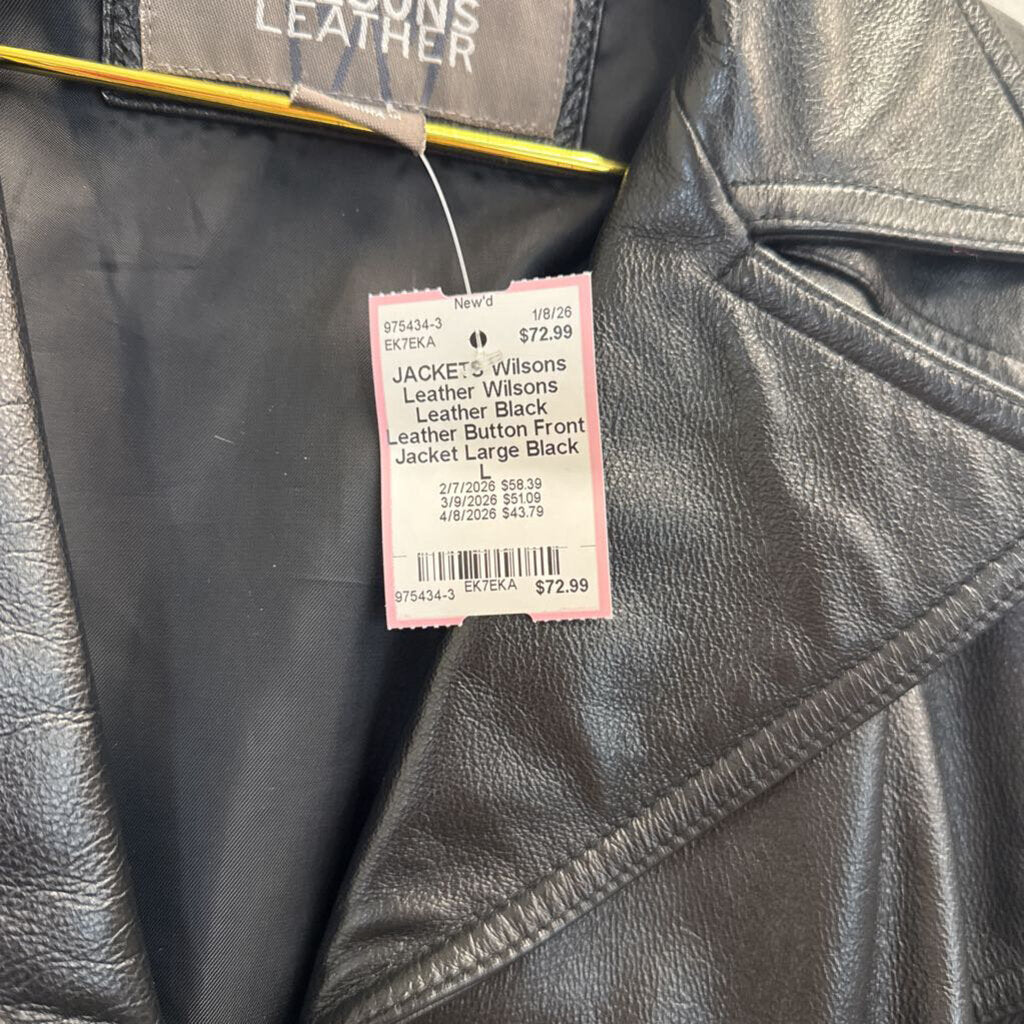 LEATHER
New'd
975434-3 1/8/26
EK7EKA $72.99
JACKETS Wilsons
Leather Wilsons
Leather Black
Leather Button Front
Jacket Large Black
L
2/7/2026 $58.39
3/9/2026 $51.09
4/8/2026 $43.79
975434-3 EK7EKA $72.99